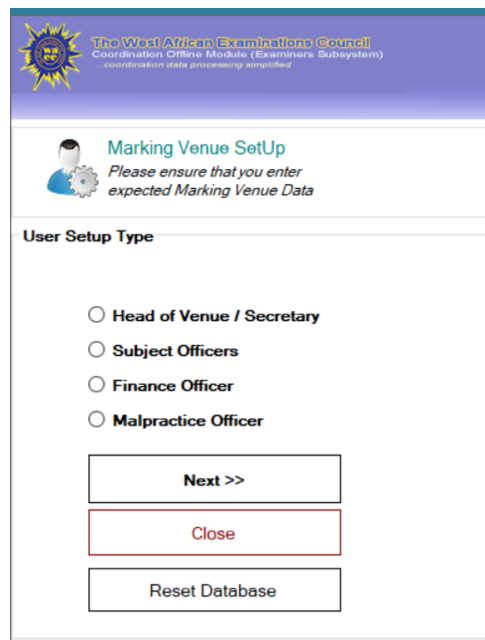 The West African Examinations Council
Coordination Offline Module (Examiners Subsystem)
...coordination data processing simplified
Marking Venue SetUp
Please ensure that you enter
expected Marking Venue Data
User Setup Type
Head of Venue / Secretary
Subject Officers
Finance Officer
Malpractice Officer
Next >>
Close
Reset Database